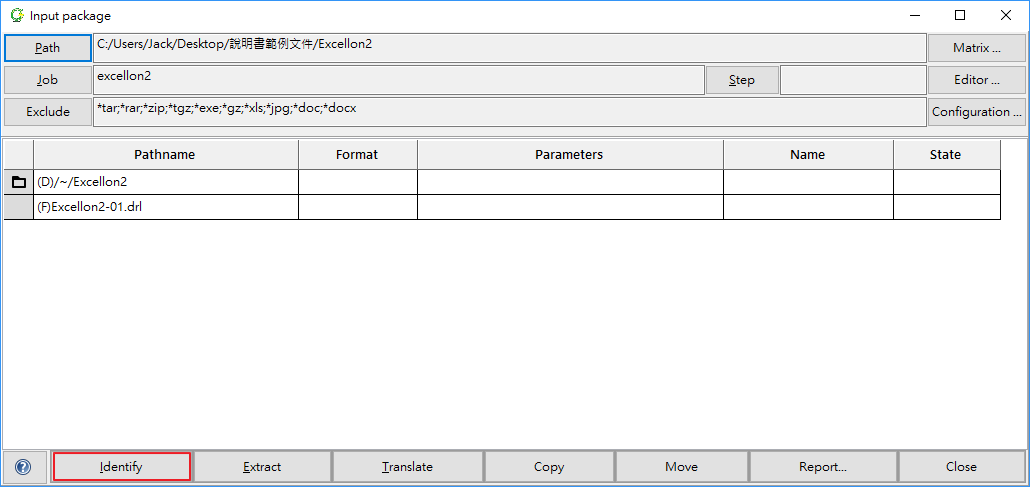 Input package
Path C:/Users/Jack/Desktop/說明書範例文件/Excellon2 Matrix ...
Job excellon2 Step Editor ...
Exclude *tar;*rar;*zip;*tgz;*exe;*gz;*xls;*jpg;*doc;*docx Configuration ...
Pathname Format Parameters Name State
(D)/~/Excellon2
(F)Excellon2-01.drl
? Identify Extract Translate Copy Move Report... Close